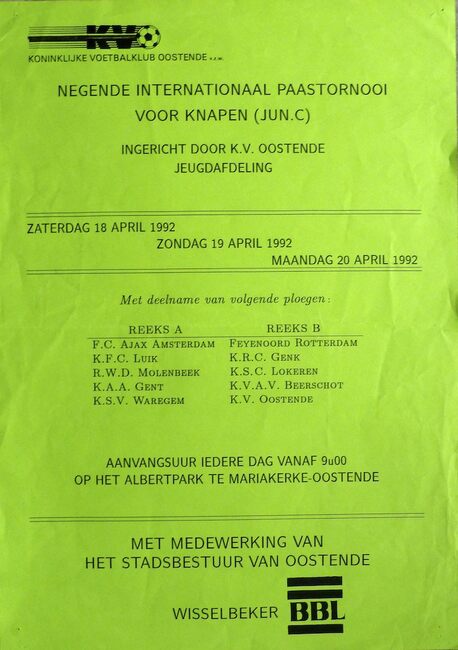 KV
KONINKLIJKE VOETBALKLUB OOSTENDE v.z.w.
NEGENDE INTERNATIONAAL PAASTORNOOI
VOOR KNAPEN (JUN.C)
INGERICHT DOOR K.V. OOSTENDE
JEUGDAFDELING
ZATERDAG 18 APRIL 1992
ZONDAG 19 APRIL 1992
MAANDAG 20 APRIL 1992
Met deelname van volgende ploegen:
REEKS A REEKS B
F.C. AJAX AMSTERDAM FEYENOORD ROTTERDAM
K.F.C. LUIK K.R.C. GENK
R.W.D. MOLENBEEK K.S.C. LOKEREN
K.A.A. GENT K.V.A.V. BEERSCHOT
K.S.V. WAREGEM K.V. OOSTENDE
AANVANGSUUR IEDERE DAG VANAF 9u00
OP HET ALBERTPARK TE MARIAKERKE-OOSTENDE
MET MEDEWERKING VAN
HET STADSBESTUUR VAN OOSTENDE
WISSELBEKER BBL